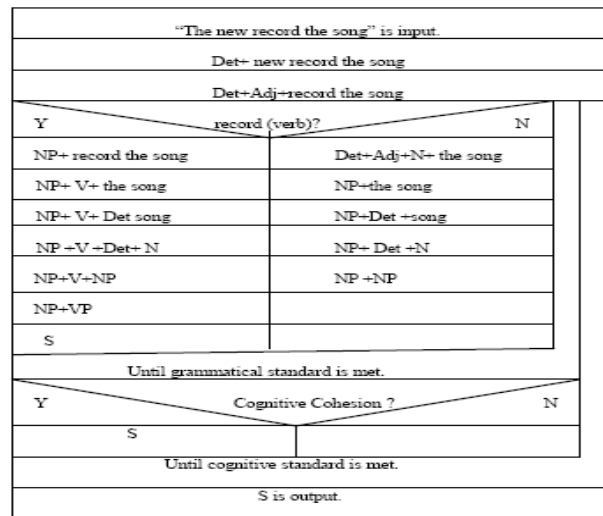 “The new record the song” is input.
Det+ new record the song
Det+Adj+record the song
Y record (verb)? N
NP+ record the song Det+Adj+N+ the song
NP+ V+ the song NP+the song
NP+ V+ Det song NP+Det +song
NP +V +Det+ N NP+ Det +N
NP+V+NP NP +NP
NP+VP
S
Until grammatical standard is met.
Y Cognitive Cohesion ? N
S
Until cognitive standard is met.
S is output.